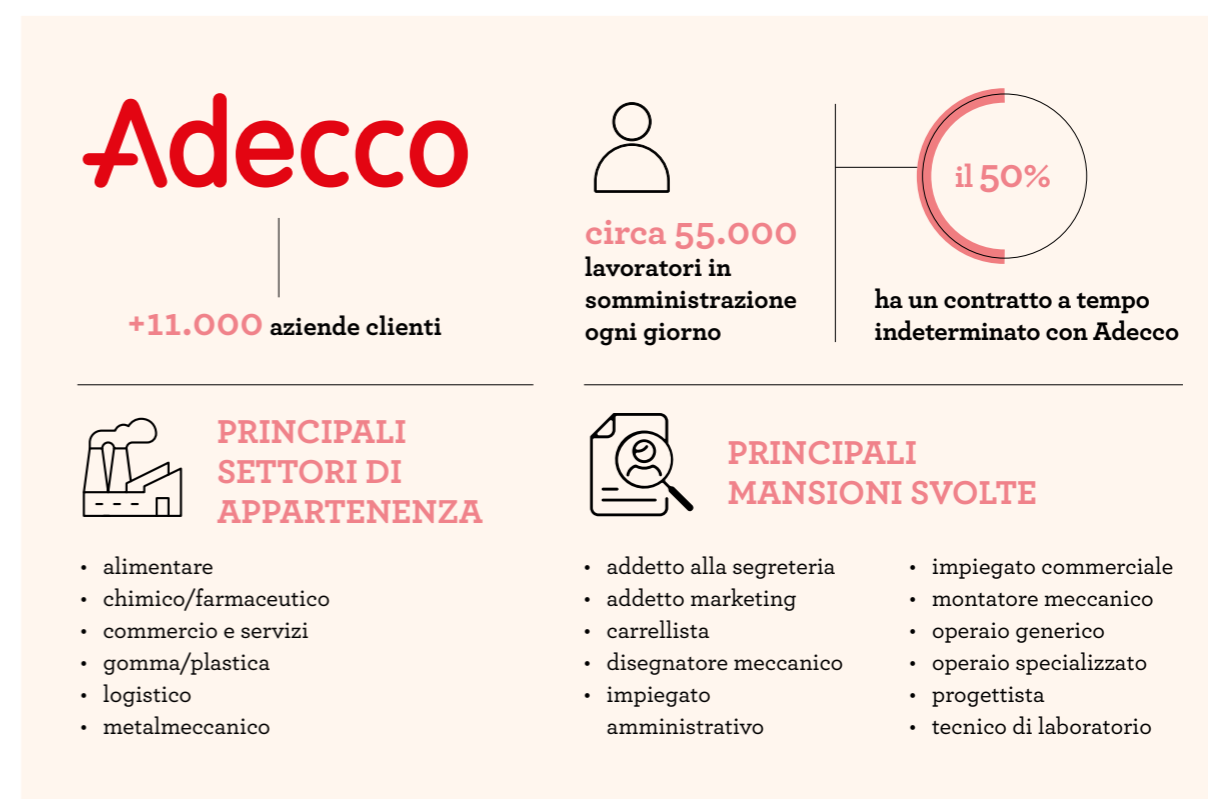 Adecco
+11.000 aziende clienti
circa 55.000
lavoratori in
somministrazione
ogni giorno
il 50%
ha un contratto a tempo
indeterminato con Adecco
PRINCIPALI
SETTORI DI
APPARTENENZA
• alimentare
• chimico/farmaceutico
• commercio e servizi
• gomma/plastica
• logistico
• metalmeccanico
PRINCIPALI
MANSIONI SVOLTE
• addetto alla segreteria
• addetto marketing
• carrellista
• disegnatore meccanico
• impiegato
amministrativo
• impiegato commerciale
• montatore meccanico
• operaio generico
• operaio specializzato
• progettista
• tecnico di laboratorio